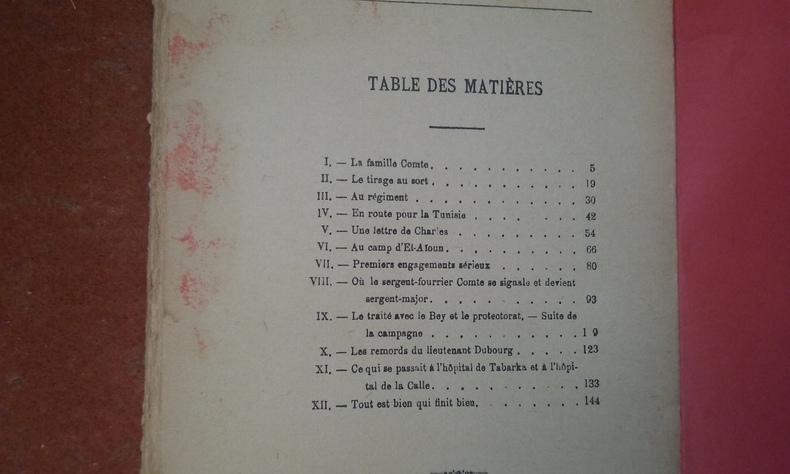 TABLE DES MATIÈRES
I. — La famille Comte. . . . . . . . . . . 5
II. — Le tirage au sort . . . . . . . . . . 19
III. — Au régiment . . . . . . . . . . . . 30
IV. — En route pour la Tunisie . . . . . . . 42
V. — Une lettre de Charles . . . . . . . . 54
VI. — Au camp d'El-Aïoun. . . . . . . . . . 66
VII. — Premiers engagements sérieux . . . . . . 80
VIII. — Où le sergent-fourrier Comte se signale et devient
sergent-major. . . . . . . . . . . 93
IX. — Le traité avec le Bey et le protectorat. — Suite de
la campagne . . . . . . . . . . . 1 9
X. — Les remords du lieutenant Dubourg . . . . . 123
XI. — Ce qui se passait à l'hôpital de Tabarka et à l'hôpi-
tal de la Calle. . . . . . . . . . . 133
XII. — Tout est bien qui finit bien. . . . . . . . 144